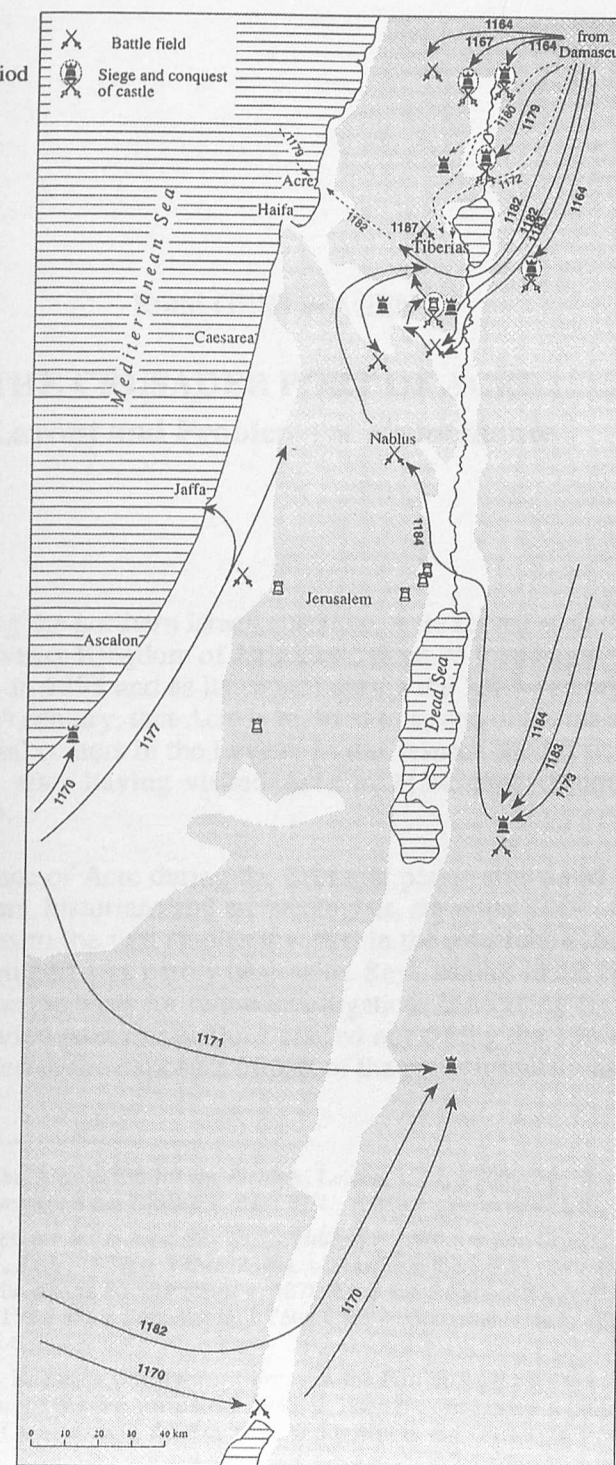 iod
Battle field
Siege and conquest
of castle
1164
1167
1164
from
Damascu
1160
1179
1179
1172
Acre
1182
1182
1183
1164
Haifa
1182
1187
Tiberias
Mediterranean Sea
Caesarea
Nablus
Jaffa
1184
Jerusalem
Ascalon
Dead Sea
1177
1170
1184
1183
1173
1171
1170
1182
1170
0 10 20 30 40 km